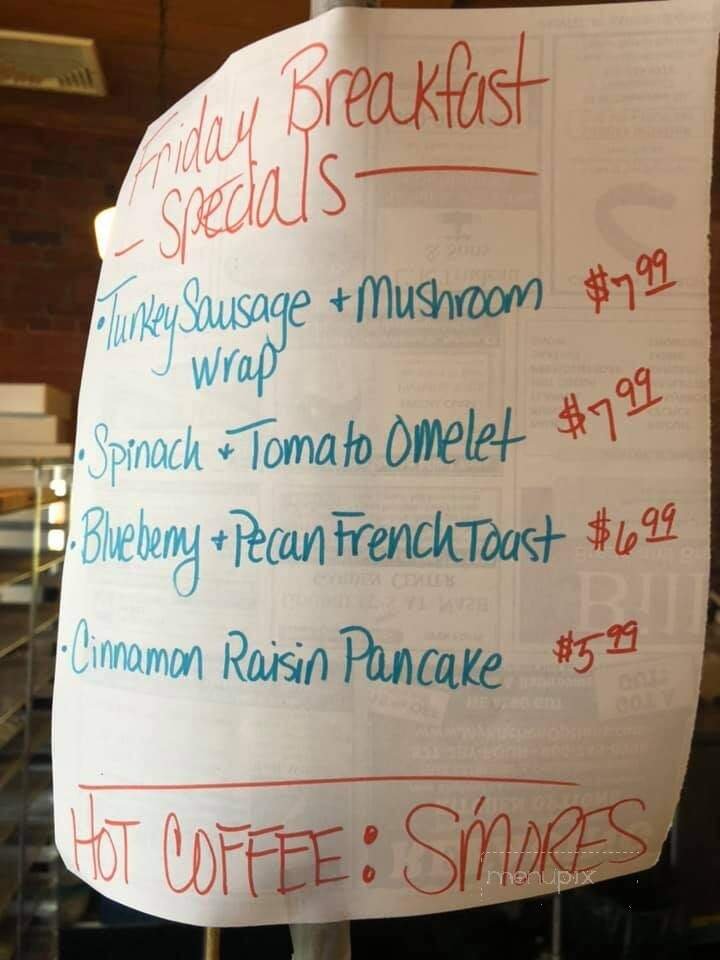 Friday Breakfast
- Specials -
• Turkey Sausage + Mushroom $7.99
wrap
• Spinach + Tomato Omelet $7.99
• Blueberry + Pecan French Toast $6.99
• Cinnamon Raisin Pancake $5.99
HOT COFFEE: S'MORES
menupix